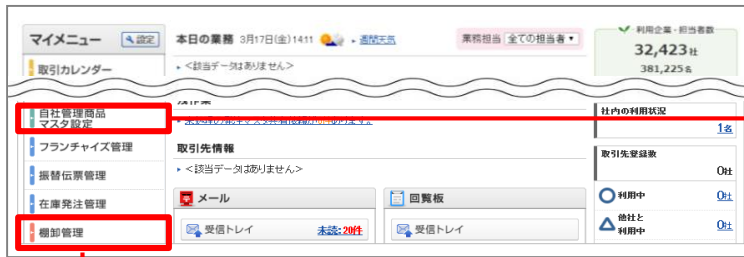 マイメニュー
設定
本日の業務 3月17日(金)14:11 週間天気
業務担当 全ての担当者
利用企業・担当者数
32,423社
381,225名
取引カレンダー
<該当データはありません>
自社管理商品
マスタ設定
フランチャイズ管理
振替伝票管理
在庫発注管理
棚卸管理
取引先情報
<該当データはありません>
メール
受信トレイ 未読:20件
回覧板
受信トレイ
社内の利用状況
1名
取引先登録数
0社
利用中 0社
他社と
利用中 0社